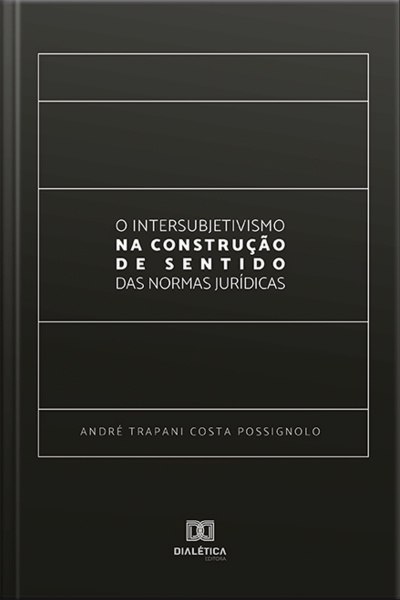 O INTERSUBJETIVISMO
NA CONSTRUÇÃO
DE SENTIDO
DAS NORMAS JURÍDICAS
ANDRÉ TRAPANI COSTA POSSIGNOLO
DIALÉTICA
EDITORA